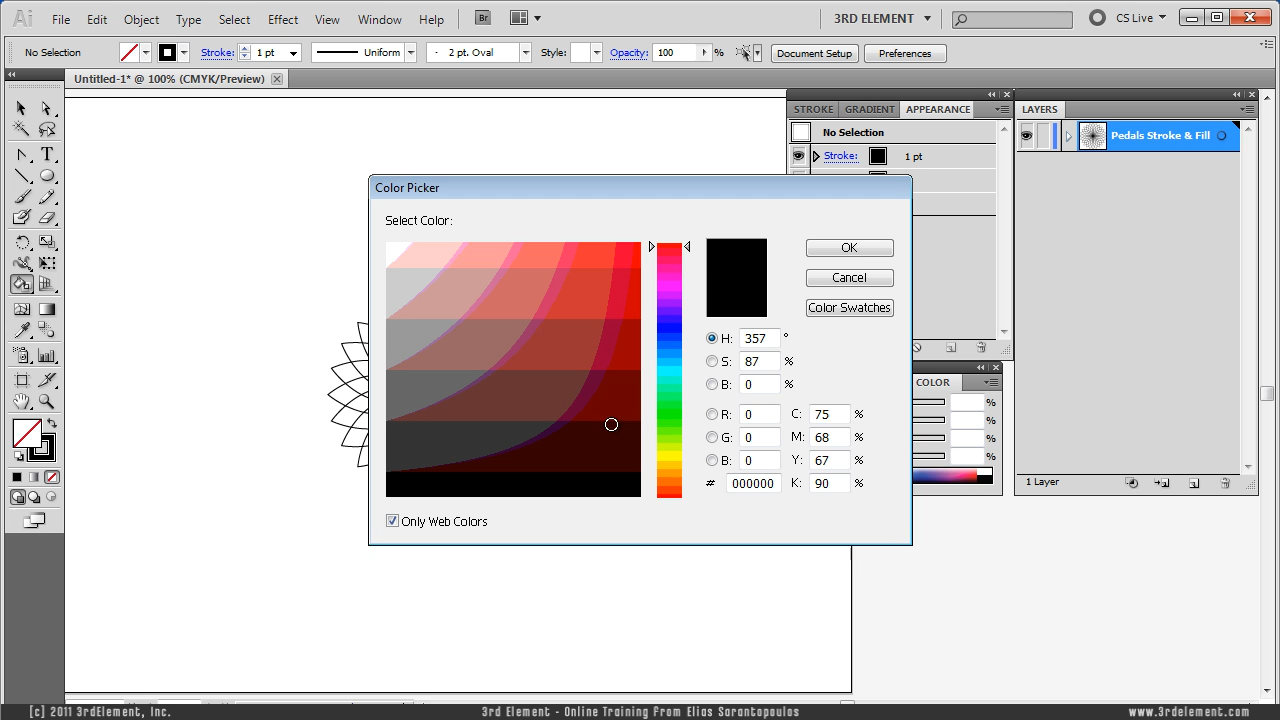 Ai File Edit Object Type Select Effect View Window Help Br 3RD ELEMENT CS Live
No Selection Stroke: 1 pt Uniform 2 pt. Oval Style: Opacity: 100 % Document Setup Preferences
Untitled-1* @ 100% (CMYK/Preview)
STROKE GRADIENT APPEARANCE
No Selection
Stroke: 1 pt
LAYERS
Pedals Stroke & Fill
1 Layer
COLOR
%
%
%
%
Color Picker
Select Color:
OK
Cancel
Color Swatches
H: 357 °
S: 87 %
B: 0 %
R: 0 C: 75 %
G: 0 M: 68 %
B: 0 Y: 67 %
# 000000 K: 90 %
Only Web Colors
[c] 2011 3rdElement, Inc. 3rd Element - Online Training From Elias Sarantopoulos www.3rdelement.com